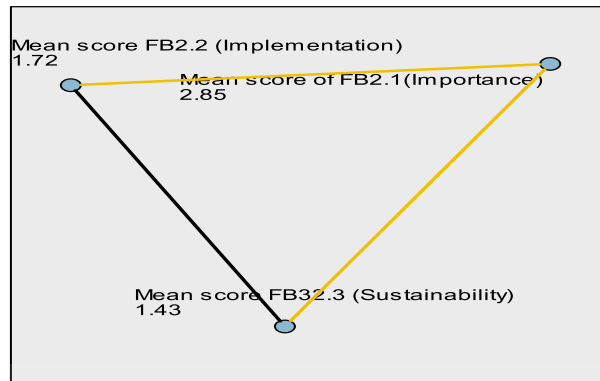 Mean score FB2.2 (Implementation)
1.72
Mean score of FB2.1(Importance)
2.85
Mean score FB32.3 (Sustainability)
1.43